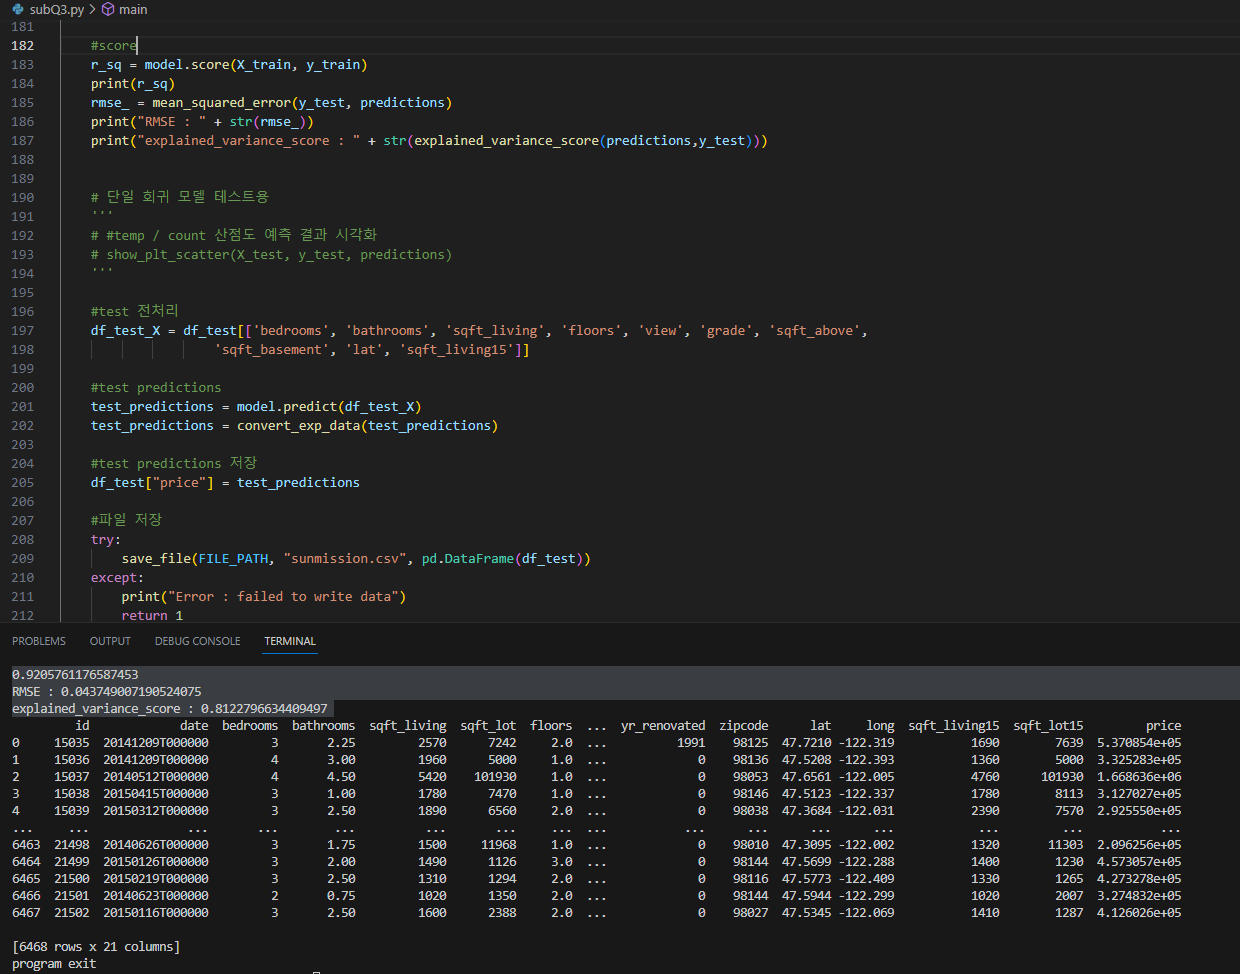 subQ3.py > main
181
182 #score
183 r_sq = model.score(X_train, y_train)
184 print(r_sq)
185 rmse_ = mean_squared_error(y_test, predictions)
186 print("RMSE : " + str(rmse_))
187 print("explained_variance_score : " + str(explained_variance_score(predictions,y_test)))
188
189
190 # 단일 회귀 모델 테스트용
191 '''
192 # #temp / count 산점도 예측 결과 시각화
193 # show_plt_scatter(X_test, y_test, predictions)
194 '''
195
196 #test 전처리
197 df_test_X = df_test[['bedrooms', 'bathrooms', 'sqft_living', 'floors', 'view', 'grade', 'sqft_above',
198 'sqft_basement', 'lat', 'sqft_living15']]
199
200 #test predictions
201 test_predictions = model.predict(df_test_X)
202 test_predictions = convert_exp_data(test_predictions)
203
204 #test predictions 저장
205 df_test["price"] = test_predictions
206
207 #파일 저장
208 try:
209 save_file(FILE_PATH, "sunmission.csv", pd.DataFrame(df_test))
210 except:
211 print("Error : failed to write data")
212 return 1
PROBLEMS OUTPUT DEBUG CONSOLE TERMINAL
0.9205761176587453
RMSE : 0.043749007190524075
explained_variance_score : 0.8122796634409497
id date bedrooms bathrooms sqft_living sqft_lot floors ... yr_renovated zipcode lat long sqft_living15 sqft_lot15 price
0 15035 20141209T000000 3 2.25 2570 7242 2.0 ... 1991 98125 47.7210 -122.319 1690 7639 5.370854e+05
1 15036 20141209T000000 4 3.00 1960 5000 1.0 ... 0 98136 47.5208 -122.393 1360 5000 3.325283e+05
2 15037 20140512T000000 4 4.50 5420 101930 1.0 ... 0 98053 47.6561 -122.005 4760 101930 1.668636e+06
3 15038 20150415T000000 3 1.00 1780 7470 1.0 ... 0 98146 47.5123 -122.337 1780 8113 3.127027e+05
4 15039 20150312T000000 3 2.50 1890 6560 2.0 ... 0 98038 47.3684 -122.031 2390 7570 2.925550e+05
... ... ... ... ... ... ... ... ... ... ... ... ... ... ... ...
6463 21498 20140626T000000 3 1.75 1500 11968 1.0 ... 0 98010 47.3095 -122.002 1320 11303 2.096256e+05
6464 21499 20150126T000000 3 2.00 1490 1126 3.0 ... 0 98144 47.5699 -122.288 1400 1230 4.573057e+05
6465 21500 20150219T000000 3 2.50 1310 1294 2.0 ... 0 98116 47.5773 -122.409 1330 1265 4.273278e+05
6466 21501 20140623T000000 2 0.75 1020 1350 2.0 ... 0 98144 47.5944 -122.299 1020 2007 3.274832e+05
6467 21502 20150116T000000 3 2.50 1600 2388 2.0 ... 0 98027 47.5345 -122.069 1410 1287 4.126026e+05
[6468 rows x 21 columns]
program exit